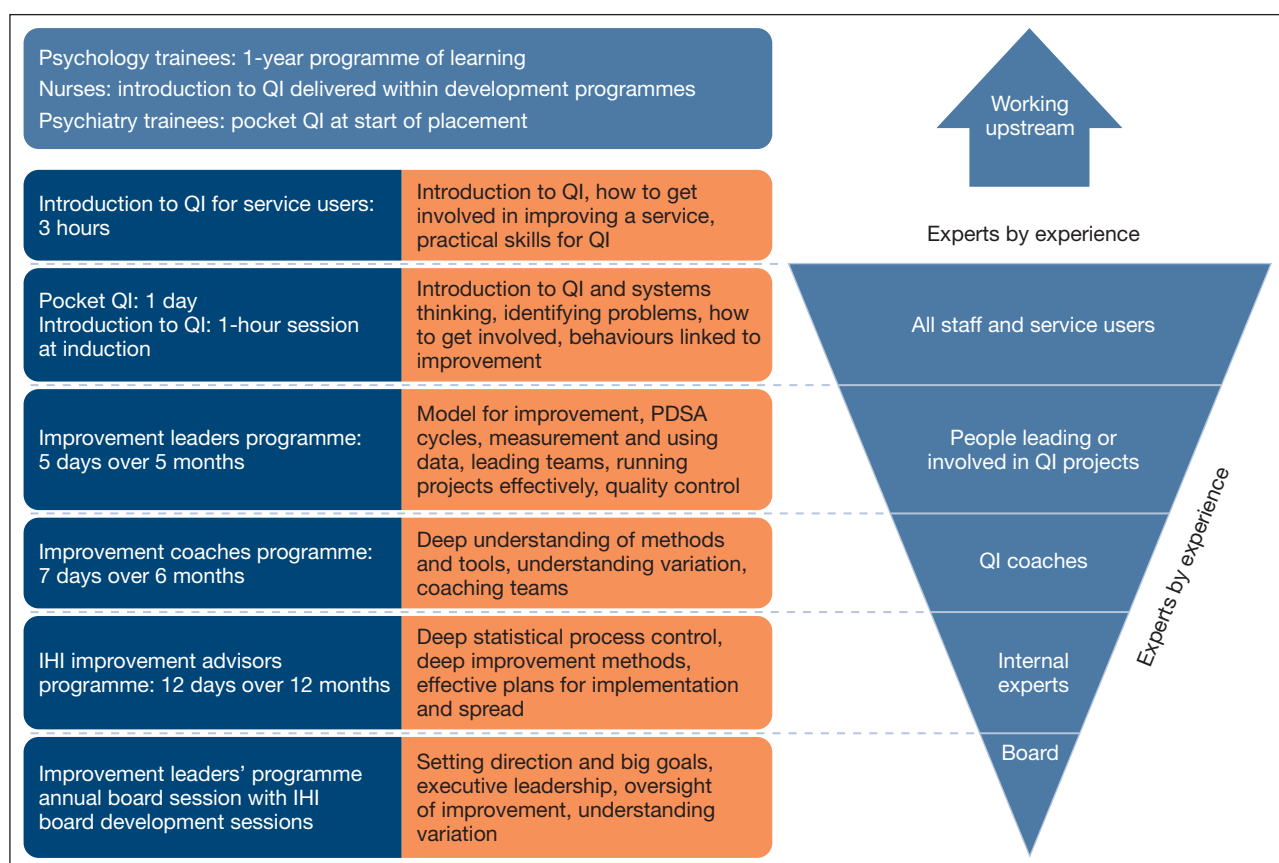 Psychology trainees: 1-year programme of learning
Nurses: introduction to QI delivered within development programmes
Psychiatry trainees: pocket QI at start of placement
Working
upstream
Introduction to QI for service users:
3 hours
Introduction to QI, how to get
involved in improving a service,
practical skills for QI
Experts by experience
Pocket QI: 1 day
Introduction to QI: 1-hour session
at induction
Introduction to QI and systems
thinking, identifying problems, how
to get involved, behaviours linked to
improvement
All staff and service users
Improvement leaders programme:
5 days over 5 months
Model for improvement, PDSA
cycles, measurement and using
data, leading teams, running
projects effectively, quality control
People leading or
involved in QI projects
Improvement coaches programme:
7 days over 6 months
Deep understanding of methods
and tools, understanding variation,
coaching teams
QI coaches
Experts by experience
IHI improvement advisors
programme: 12 days over 12 months
Deep statistical process control,
deep improvement methods,
effective plans for implementation
and spread
Internal
experts
Improvement leaders’ programme
annual board session with IHI
board development sessions
Setting direction and big goals,
executive leadership, oversight
of improvement, understanding
variation
Board